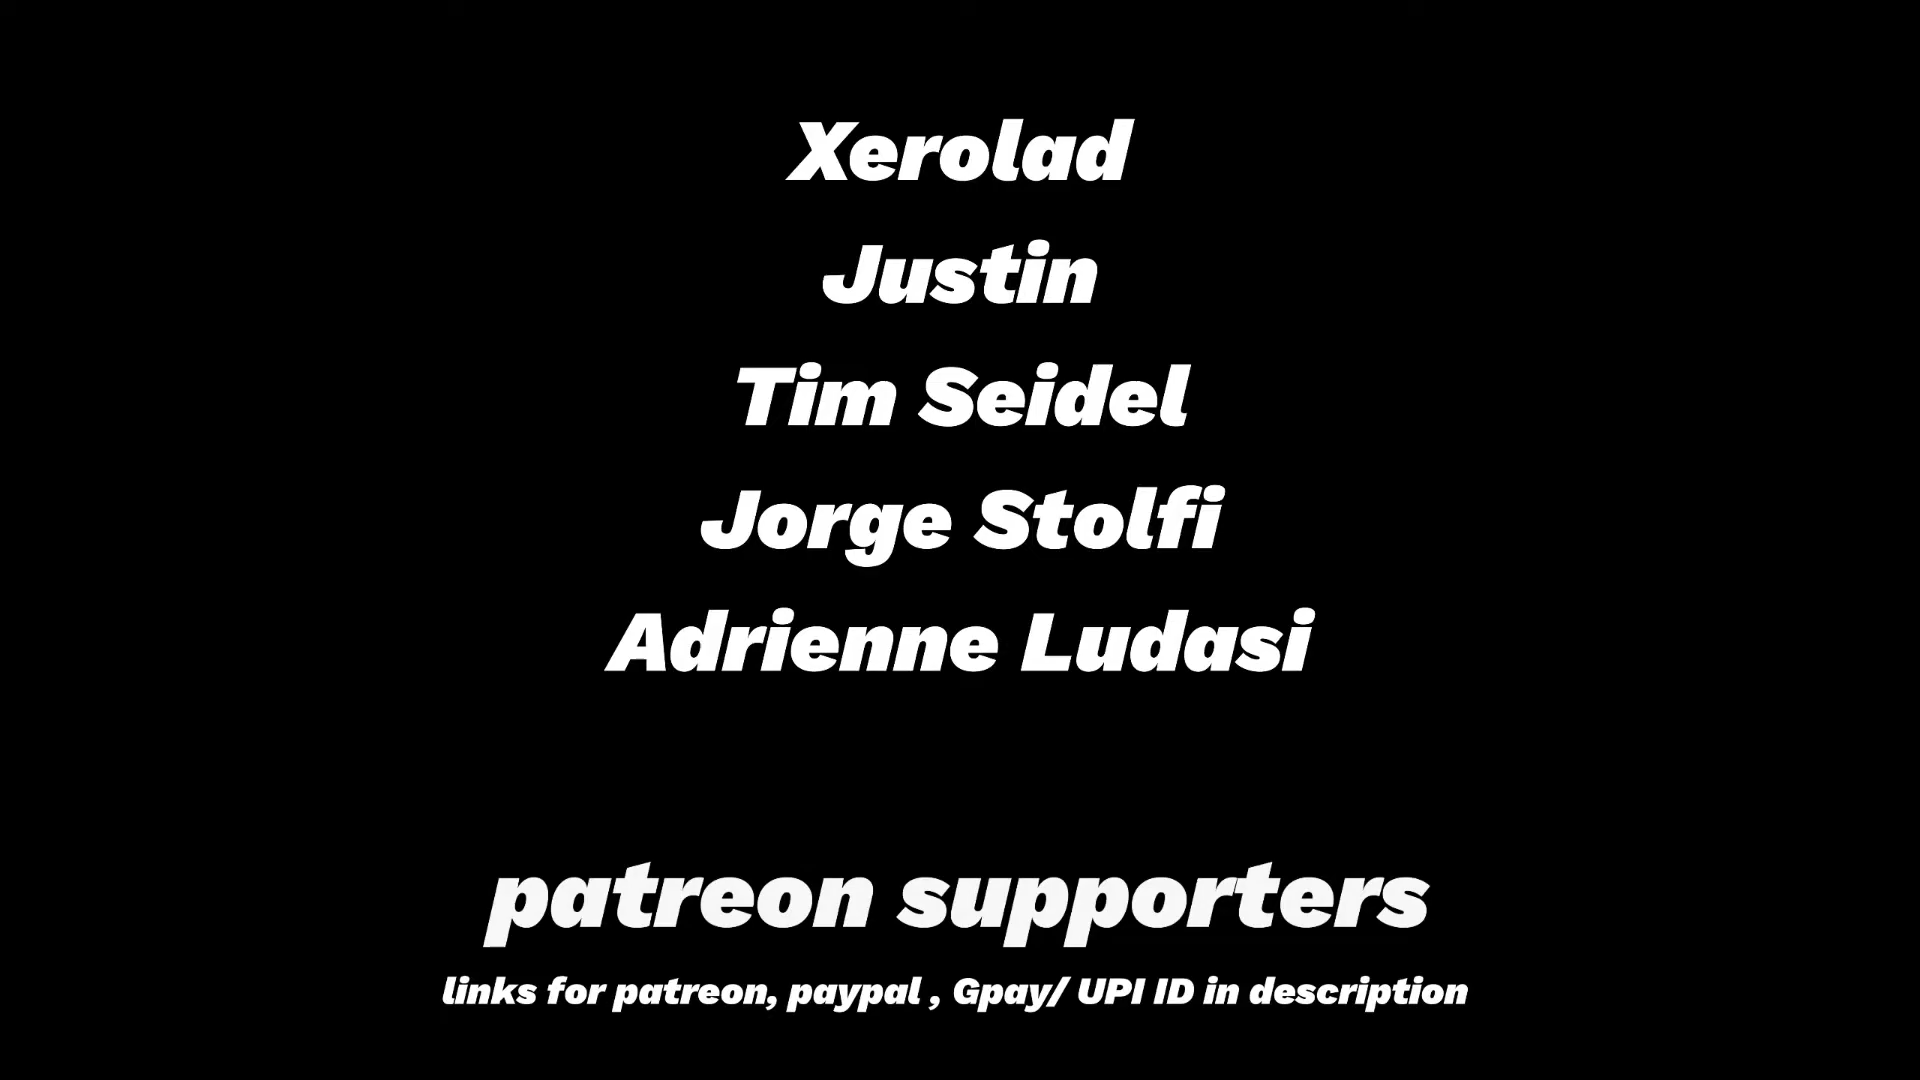 Xerolad
Justin
Tim Seidel
Jorge Stolfi
Adrienne Ludasi
patreon supporters
links for patreon, paypal , Gpay/ UPI ID in description